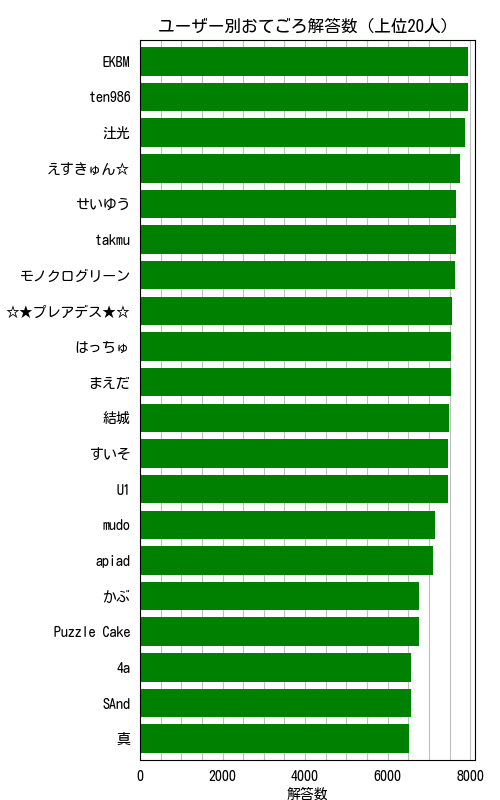 ユーザー別おてごろ解答数（上位20人）
EKBM
ten986
汢光
えすきゅん☆
せいゆう
takmu
モノクログリーン
☆★プレアデス★☆
はっちゅ
まえだ
結城
すいそ
U1
mudo
apiad
かぶ
Puzzle Cake
4a
SAnd
真
0 2000 4000 6000 8000
解答数